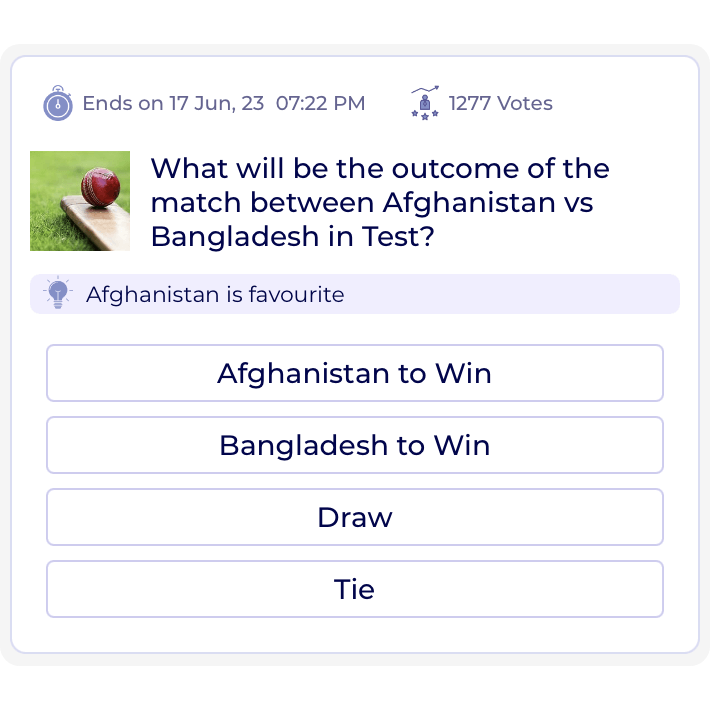 Ends on 17 Jun, 23 07:22 PM
1277 Votes
What will be the outcome of the
match between Afghanistan vs
Bangladesh in Test?
Afghanistan is favourite
Afghanistan to Win
Bangladesh to Win
Draw
Tie